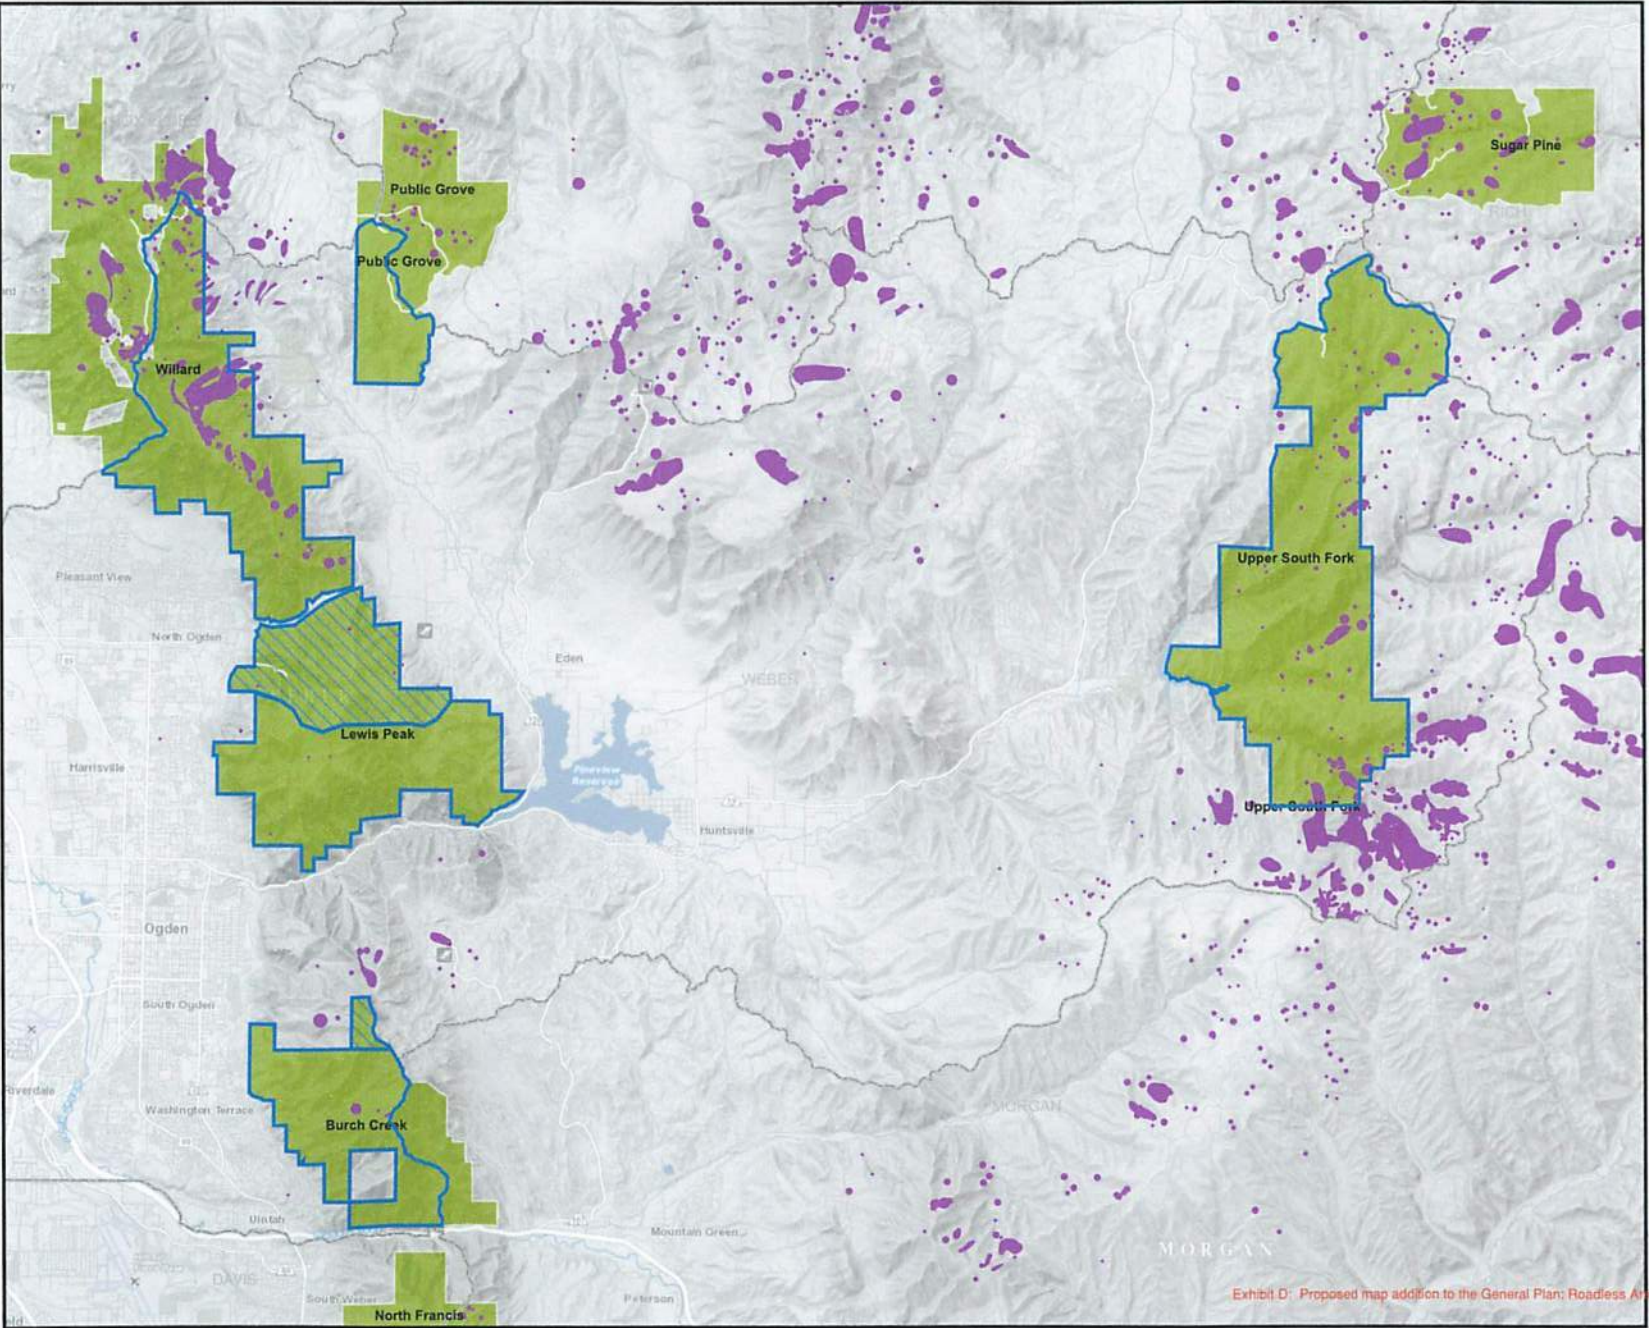 Sugar Pine
Public Grove
RICH
Public Grove
Willard
Upper South Fork
Pleasant View
North Ogden
Eden
WEBER
Lewis Peak
Harrisville
Pineview
Reservoir
Upper South Fork
Huntsville
Ogden
South Ogden
Riverdale
Washington Terrace
MORGAN
Burch Creek
Uintah
Mountain Green
MORGAN
DAVIS
South Weber
Peterson
Exhibit D: Proposed map addition to the General Plan: Roadless Ar
North Francis